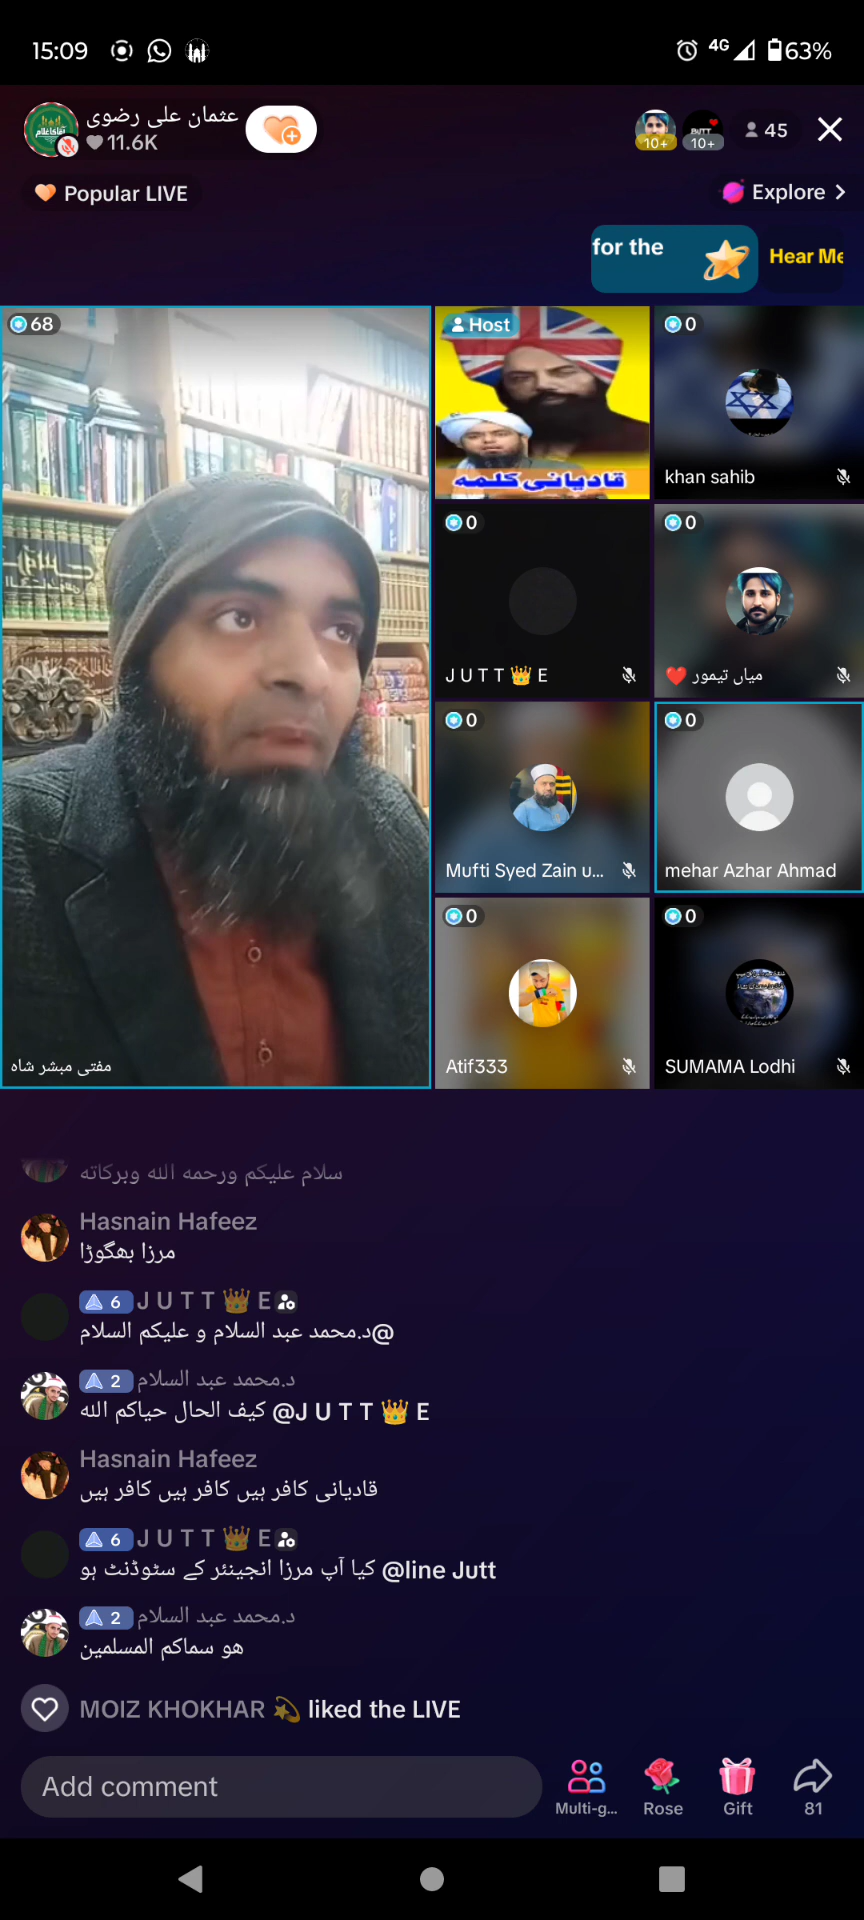 15:09
4G
63%
عثمان علی رضوی
11.6K
10+
10+
45
Popular LIVE
Explore
for the
Hear Me
68
Host
قادیانی کلمہ
0
khan sahib
0
J U T T 👑 E
0
میاں تیمور ❤️
0
Mufti Syed Zain u...
0
mehar Azhar Ahmad
0
Atif333
0
SUMAMA Lodhi
مفتی مبشر شاہ
سلام علیکم ورحمه الله وبرکاته
Hasnain Hafeez
مرزا بھگوڑا
6 J U T T 👑 E
@د.محمد عبد السلام و علیکم السلام
2 د.محمد عبد السلام
كيف الحال حياكم الله @J U T T 👑 E
Hasnain Hafeez
قادیانی کافر ہیں کافر ہیں کافر ہیں
6 J U T T 👑 E
کیا آپ مرزا انجینئر کے سٹوڈنٹ ہو @line Jutt
2 د.محمد عبد السلام
هو سماكم المسلمين
MOIZ KHOKHAR 💫 liked the LIVE
Add comment
Multi-g...
Rose
Gift
81